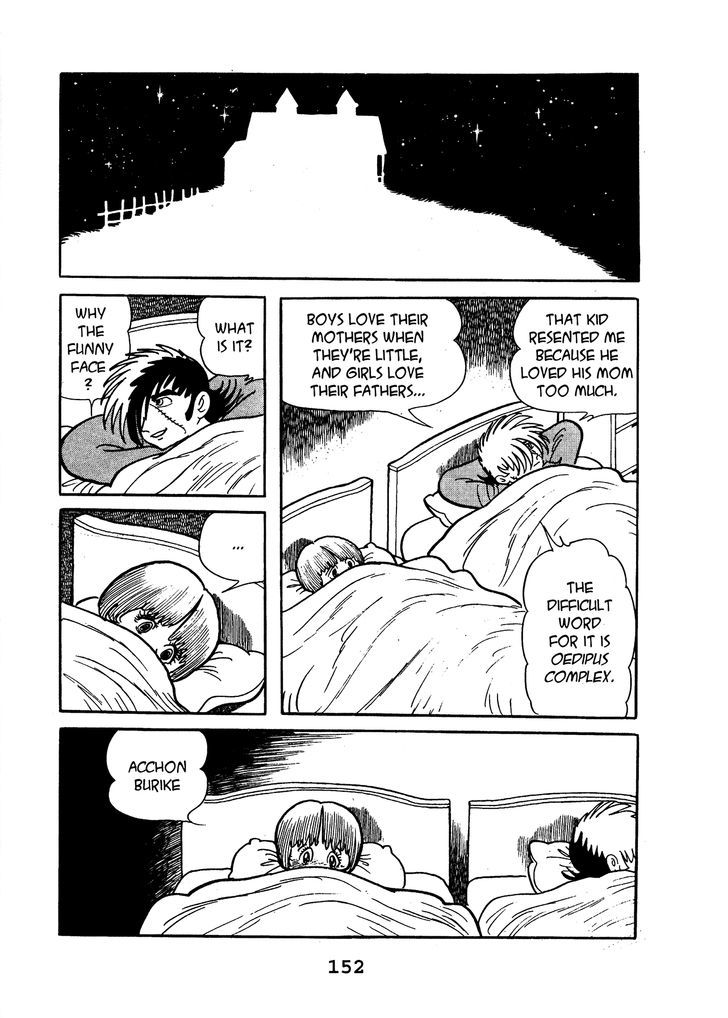 THAT KID
RESENTED ME
BECAUSE HE
LOVED HIS MOM
TOO MUCH.
BOYS LOVE THEIR
MOTHERS WHEN
THEY'RE LITTLE,
AND GIRLS LOVE
THEIR FATHERS...
THE
DIFFICULT
WORD
FOR IT IS
OEDIPUS
COMPLEX.
WHAT
IS IT?
WHY
THE
FUNNY
FACE
?
...
ACCHON
BURIKE
152